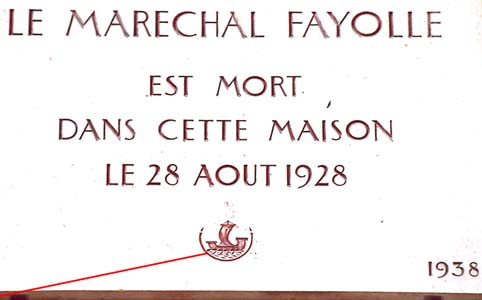 LE MARECHAL FAYOLLE
EST MORT
DANS CETTE MAISON
LE 28 AOUT 1928
1938